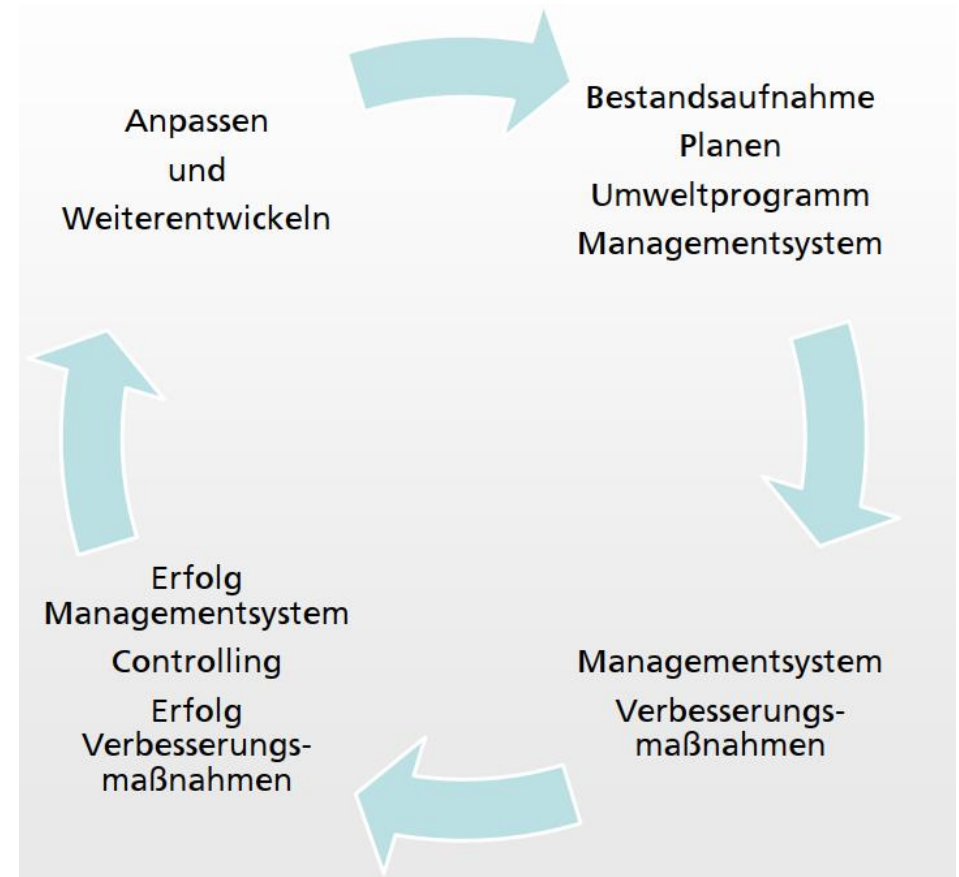 Anpassen
und
Weiterentwickeln
Bestandsaufnahme
Planen
Umweltprogramm
Managementsystem
Managementsystem
Verbesserungs-
maßnahmen
Erfolg
Managementsystem
Controlling
Erfolg
Verbesserungs-
maßnahmen